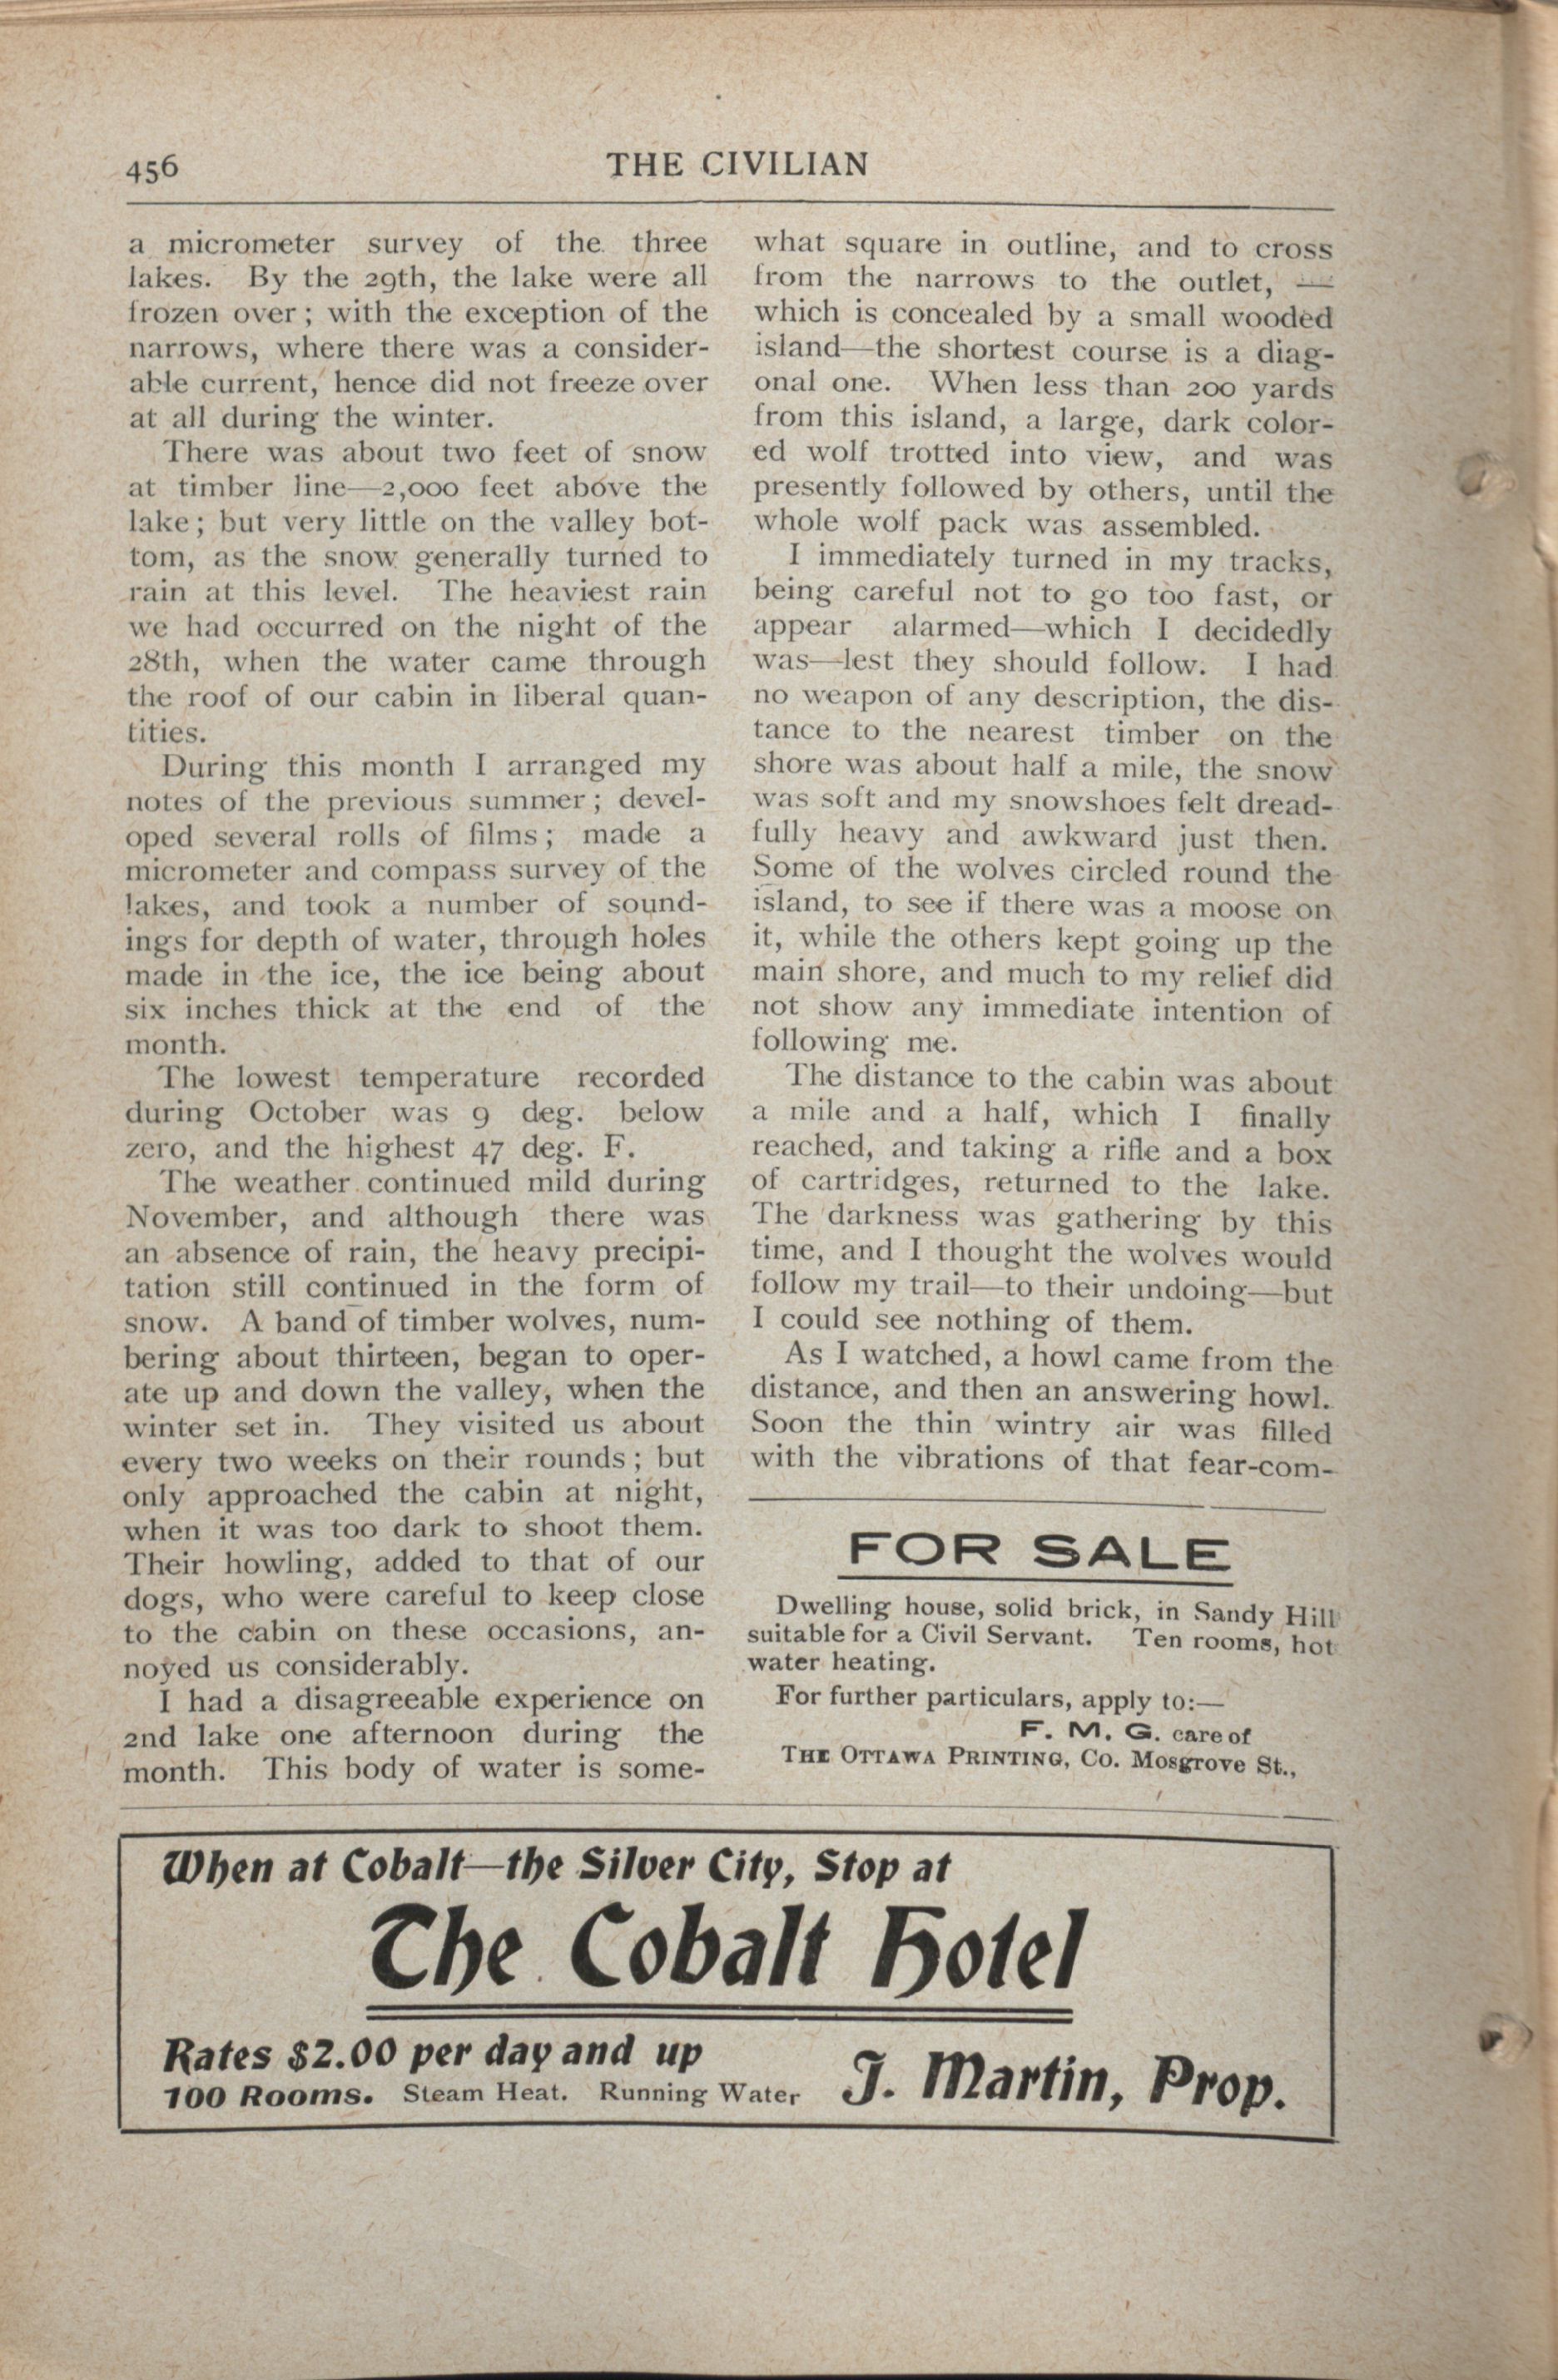 456
THE CIVILIAN
a micrometer survey of the three
lakes. By the 29th, the lake were all
frozen over; with the exception of the
narrows, where there was a consider-
able current, hence did not freeze over
at all during the winter.
There was about two feet of snow
at timber line—2,000 feet above the
lake; but very little on the valley bot-
tom, as the snow generally turned to
rain at this level. The heaviest rain
we had occurred on the night of the
28th, when the water came through
the roof of our cabin in liberal quan-
tities.
During this month I arranged my
notes of the previous summer; devel-
oped several rolls of films; made a
micrometer and compass survey of the
lakes, and took a number of sound-
ings for depth of water, through holes
made in the ice, the ice being about
six inches thick at the end of the
month.
The lowest temperature recorded
during October was 9 deg. below
zero, and the highest 47 deg. F.
The weather continued mild during
November, and although there was
an absence of rain, the heavy precipi-
tation still continued in the form of
snow. A band of timber wolves, num-
bering about thirteen, began to oper-
ate up and down the valley, when the
winter set in. They visited us about
every two weeks on their rounds; but
only approached the cabin at night,
when it was too dark to shoot them.
Their howling, added to that of our
dogs, who were careful to keep close
to the cabin on these occasions, an-
noyed us considerably.
I had a disagreeable experience on
2nd lake one afternoon during the
month. This body of water is some-
what square in outline, and to cross
from the narrows to the outlet, —
which is concealed by a small wooded
island—the shortest course is a diag-
onal one. When less than 200 yards
from this island, a large, dark color-
ed wolf trotted into view, and was
presently followed by others, until the
whole wolf pack was assembled.
I immediately turned in my tracks,
being careful not to go too fast, or
appear alarmed—which I decidedly
was—lest they should follow. I had
no weapon of any description, the dis-
tance to the nearest timber on the
shore was about half a mile, the snow
was soft and my snowshoes felt dread-
fully heavy and awkward just then.
Some of the wolves circled round the
island, to see if there was a moose on
it, while the others kept going up the
main shore, and much to my relief did
not show any immediate intention of
following me.
The distance to the cabin was about
a mile and a half, which I finally
reached, and taking a rifle and a box
of cartridges, returned to the lake.
The darkness was gathering by this
time, and I thought the wolves would
follow my trail—to their undoing—but
I could see nothing of them.
As I watched, a howl came from the
distance, and then an answering howl.
Soon the thin wintry air was filled
with the vibrations of that fear-com-
FOR SALE
Dwelling house, solid brick, in Sandy Hill
suitable for a Civil Servant. Ten rooms, hot
water heating.
For further particulars, apply to:—
F. M. G. care of
THE OTTAWA PRINTING, CO. Mosgrove St.,
When at Cobalt—the Silver City, Stop at
The Cobalt Hotel
Rates $2.00 per day and up
100 Rooms. Steam Heat. Running Water
J. Martin, Prop.